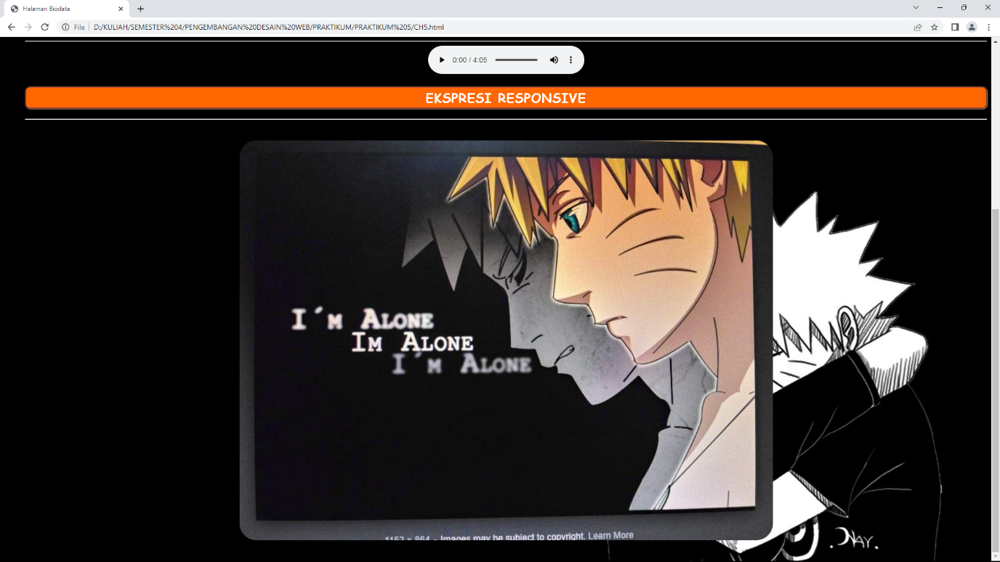 Halaman Biodata
File
D:/KULIAH/SEMESTER%204/PENGEMBANGAN%20DESAIN%20WEB/PRAKTIKUM/PRAKTIKUM%205/CH5.html
0:00 / 4:05
EKSPRESI RESPONSIVE
I´M ALONE
IM ALONE
I´M ALONE
1152 × 864 - Images may be subject to copyright. Learn More